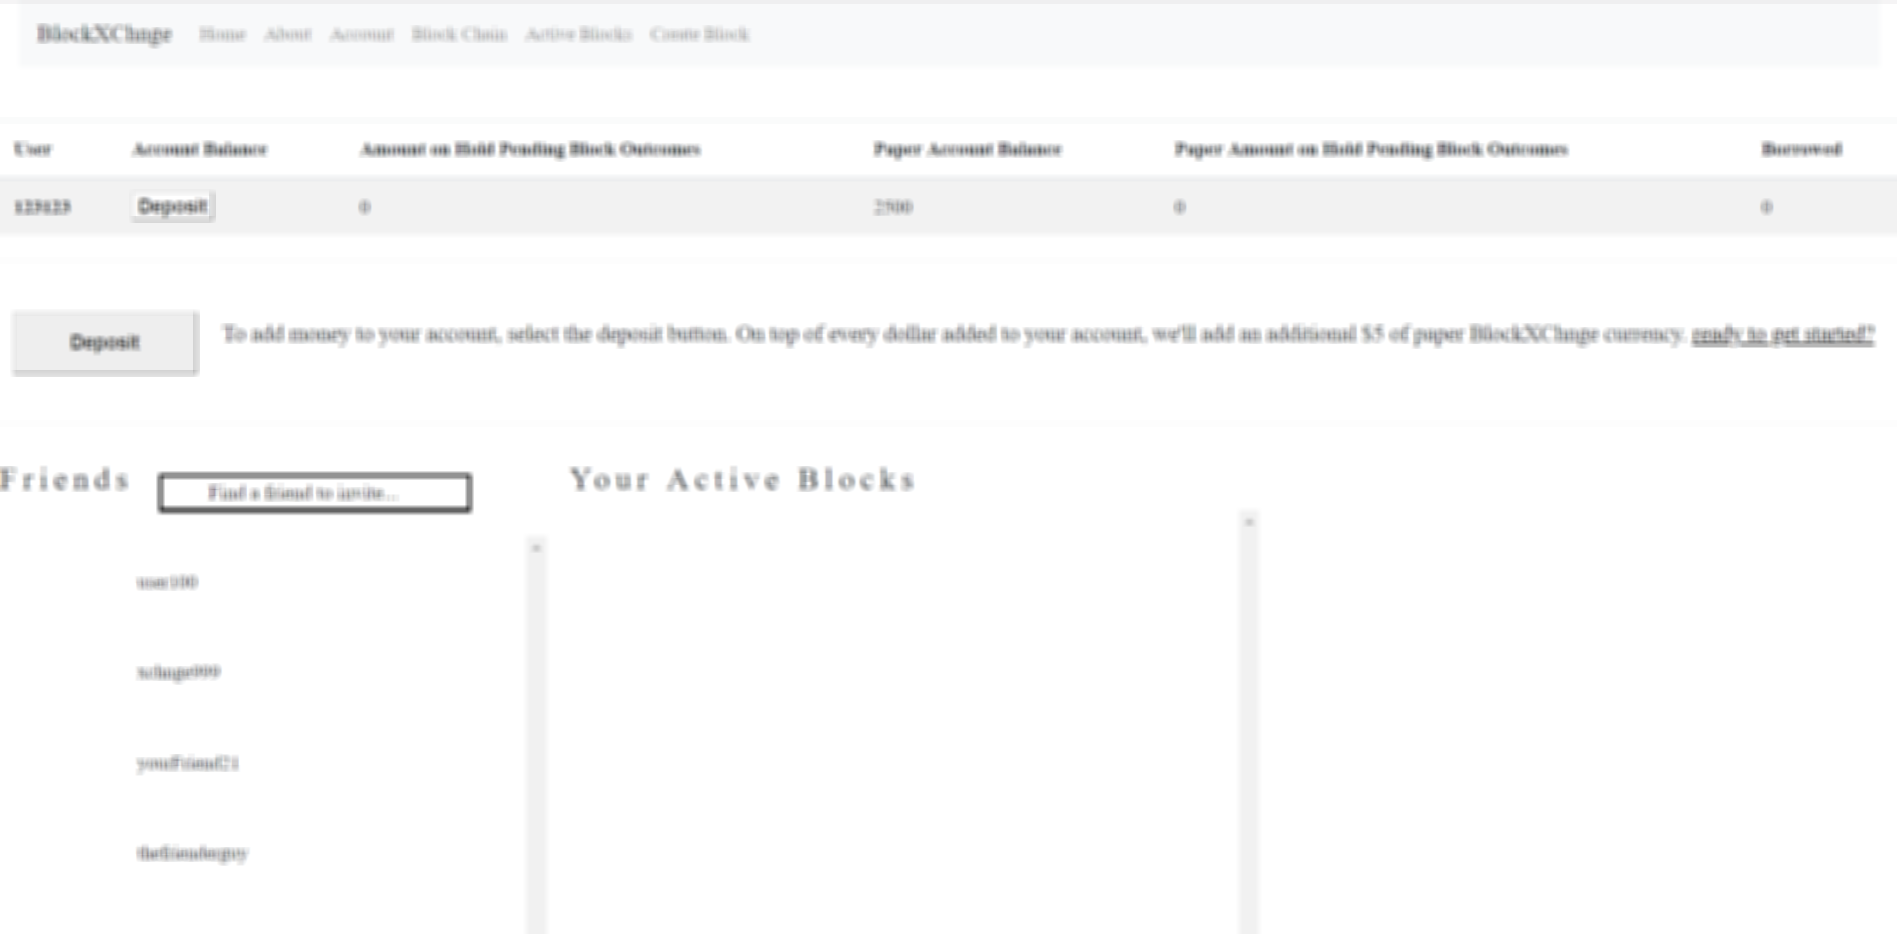 BlockXChnge Home About Account Block Chain Active Blocks Create Block
User Account Balance Amount on Hold Pending Block Outcomes Paper Account Balance Paper Amount on Hold Pending Block Outcomes Borrowed
123123 Deposit 0 2500 0 0
Deposit To add money to your account, select the deposit button. On top of every dollar added to your account, we'll add an additional $5 of paper BlockXChnge currency. ready to get started?
Friends Find a friend to invite... Your Active Blocks
user100
xchnge999
yourFriend21